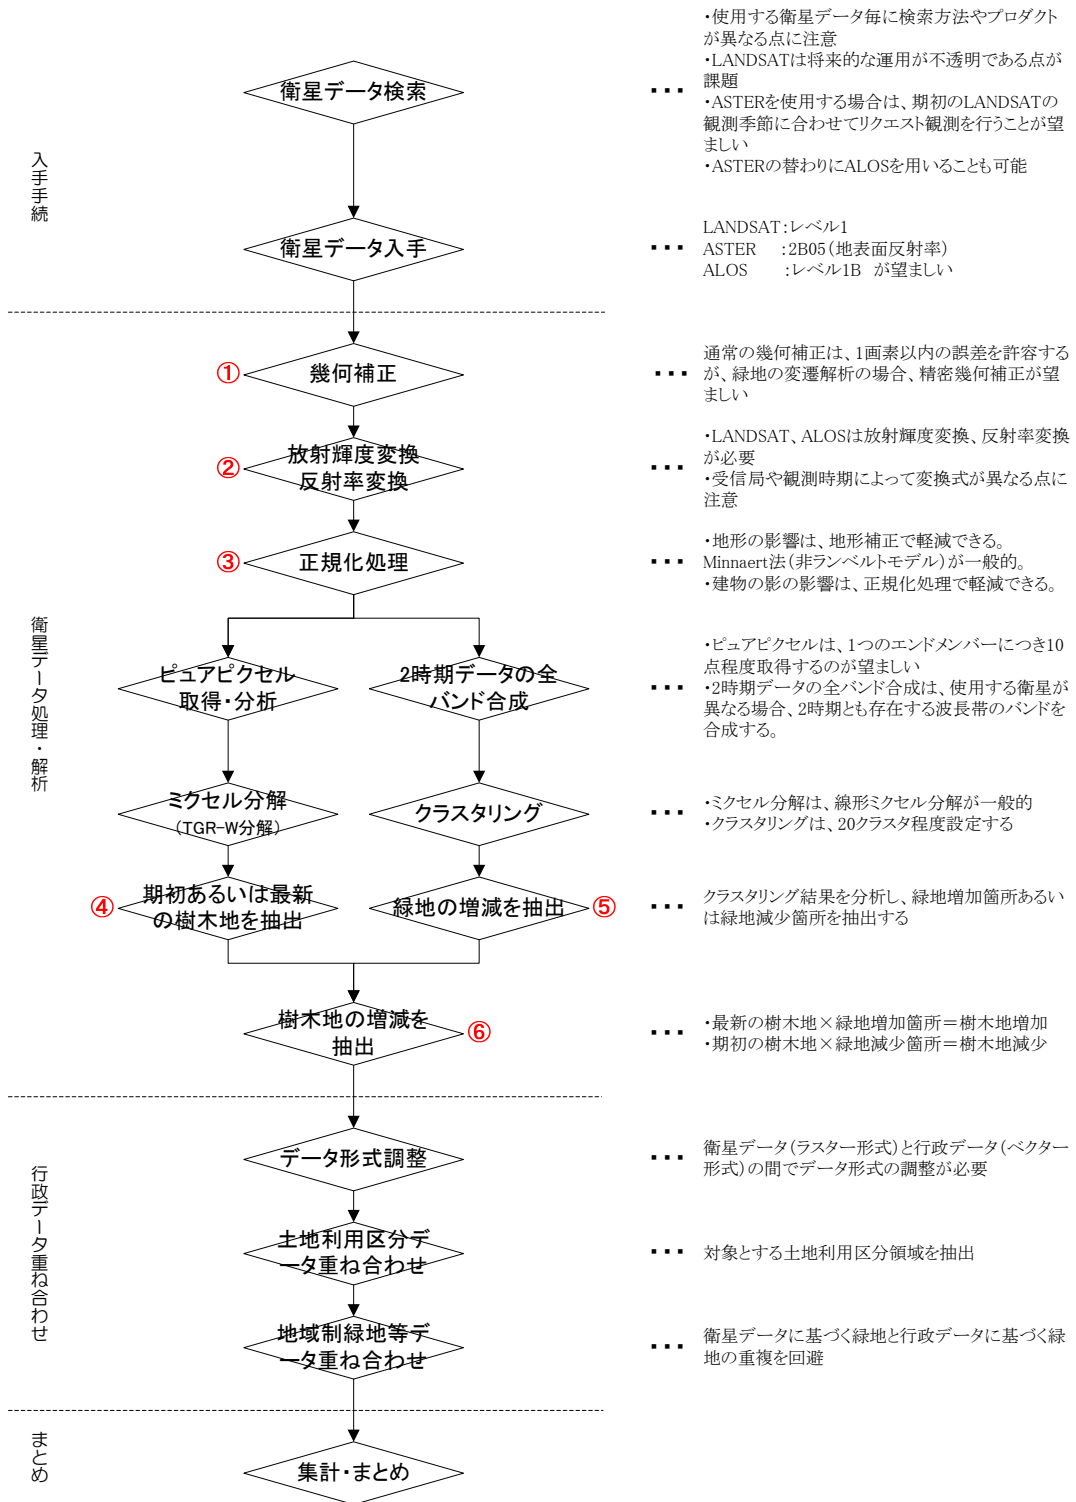 ・使用する衛星データ毎に検索方法やプロダクト
が異なる点に注意
・LANDSATは将来的な運用が不透明である点が
課題
・ASTERを使用する場合は、期初のLANDSATの
観測季節に合わせてリクエスト観測を行うことが望
ましい
・ASTERの替わりにALOSを用いることも可能
衛星データ検索
・・・
入手手続
衛星データ入手
・・・
LANDSAT:レベル1
ASTER :2B05(地表面反射率)
ALOS :レベル1B が望ましい
①
幾何補正
・・・
通常の幾何補正は、1画素以内の誤差を許容する
が、緑地の変遷解析の場合、精密幾何補正が望
ましい
②
放射輝度変換
反射率変換
・・・
・LANDSAT、ALOSは放射輝度変換、反射率変換
が必要
・受信局や観測時期によって変換式が異なる点に
注意
③
正規化処理
・・・
・地形の影響は、地形補正で軽減できる。
Minnaert法(非ランベルトモデル)が一般的。
・建物の影の影響は、正規化処理で軽減できる。
衛星データ処理・解析
ピュアピクセル
取得・分析
2時期データの全
バンド合成
・・・
・ピュアピクセルは、1つのエンドメンバーにつき10
点程度取得するのが望ましい
・2時期データの全バンド合成は、使用する衛星が
異なる場合、2時期とも存在する波長帯のバンドを
合成する。
ミクセル分解
(TGR-W分解)
クラスタリング
・・・
・ミクセル分解は、線形ミクセル分解が一般的
・クラスタリングは、20クラスタ程度設定する
④
期初あるいは最新
の樹木地を抽出
緑地の増減を抽出
⑤
・・・
クラスタリング結果を分析し、緑地増加箇所あるい
は緑地減少箇所を抽出する
樹木地の増減を
抽出
⑥
・・・
・最新の樹木地×緑地増加箇所=樹木地増加
・期初の樹木地×緑地減少箇所=樹木地減少
行政データ重ね合わせ
データ形式調整
・・・
衛星データ(ラスター形式)と行政データ(ベクター
形式)の間でデータ形式の調整が必要
土地利用区分デ
ータ重ね合わせ
・・・
対象とする土地利用区分領域を抽出
地域制緑地等デ
ータ重ね合わせ
・・・
衛星データに基づく緑地と行政データに基づく緑
地の重複を回避
まとめ
集計・まとめ